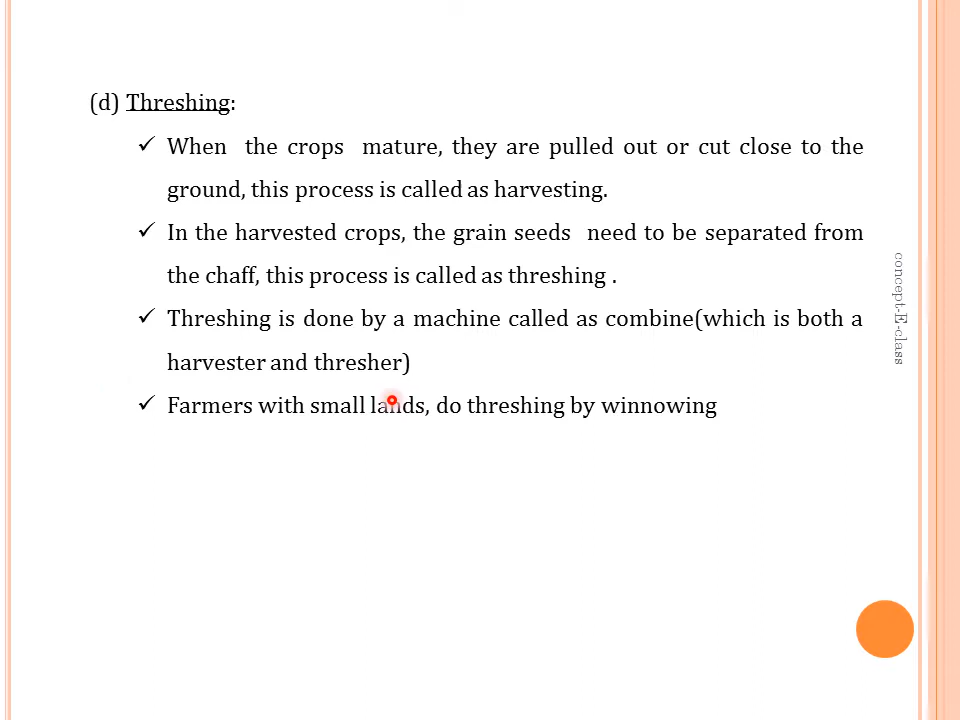 (d) Threshing:
✓ When the crops mature, they are pulled out or cut close to the
ground, this process is called as harvesting.
✓ In the harvested crops, the grain seeds need to be separated from
the chaff, this process is called as threshing .
✓ Threshing is done by a machine called as combine(which is both a
harvester and thresher)
✓ Farmers with small lands, do threshing by winnowing
concept-E-class